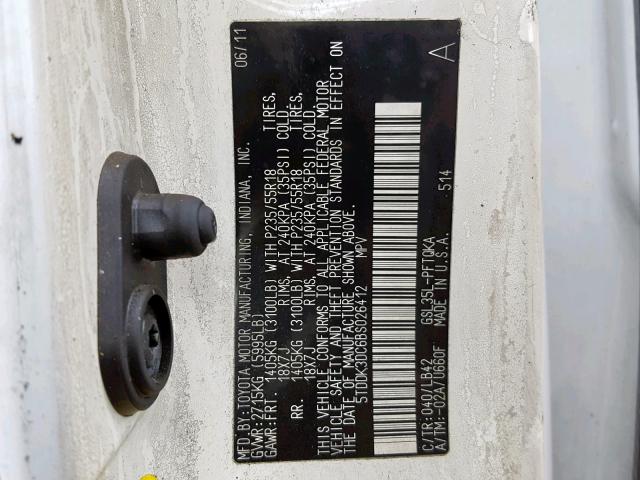 MFD.BY:TOYOTA MOTOR MANUFACTURING, INDIANA, INC. 06/11
GVWR:2715KG (5995LB)
GAWR:FRT. 1405KG (3100LB) WITH P235/55R18 TIRES,
18X7J RIMS, AT 240KPA (35PSI) COLD.
RR. 1405KG (3100LB) WITH P235/55R18 TIRES,
18X7J RIMS, AT 240KPA (35PSI) COLD.
THIS VEHICLE CONFORMS TO ALL APPLICABLE FEDERAL MOTOR
VEHICLE SAFETY AND THEFT PREVENTION STANDARDS IN EFFECT ON
THE DATE OF MANUFACTURE SHOWN ABOVE.
5TDDK3DC6BS026412 MPV
C/TR:040/LB42 GSL35L-PFTQKA 514
A/TM:-02A/U660F MADE IN U.S.A. A